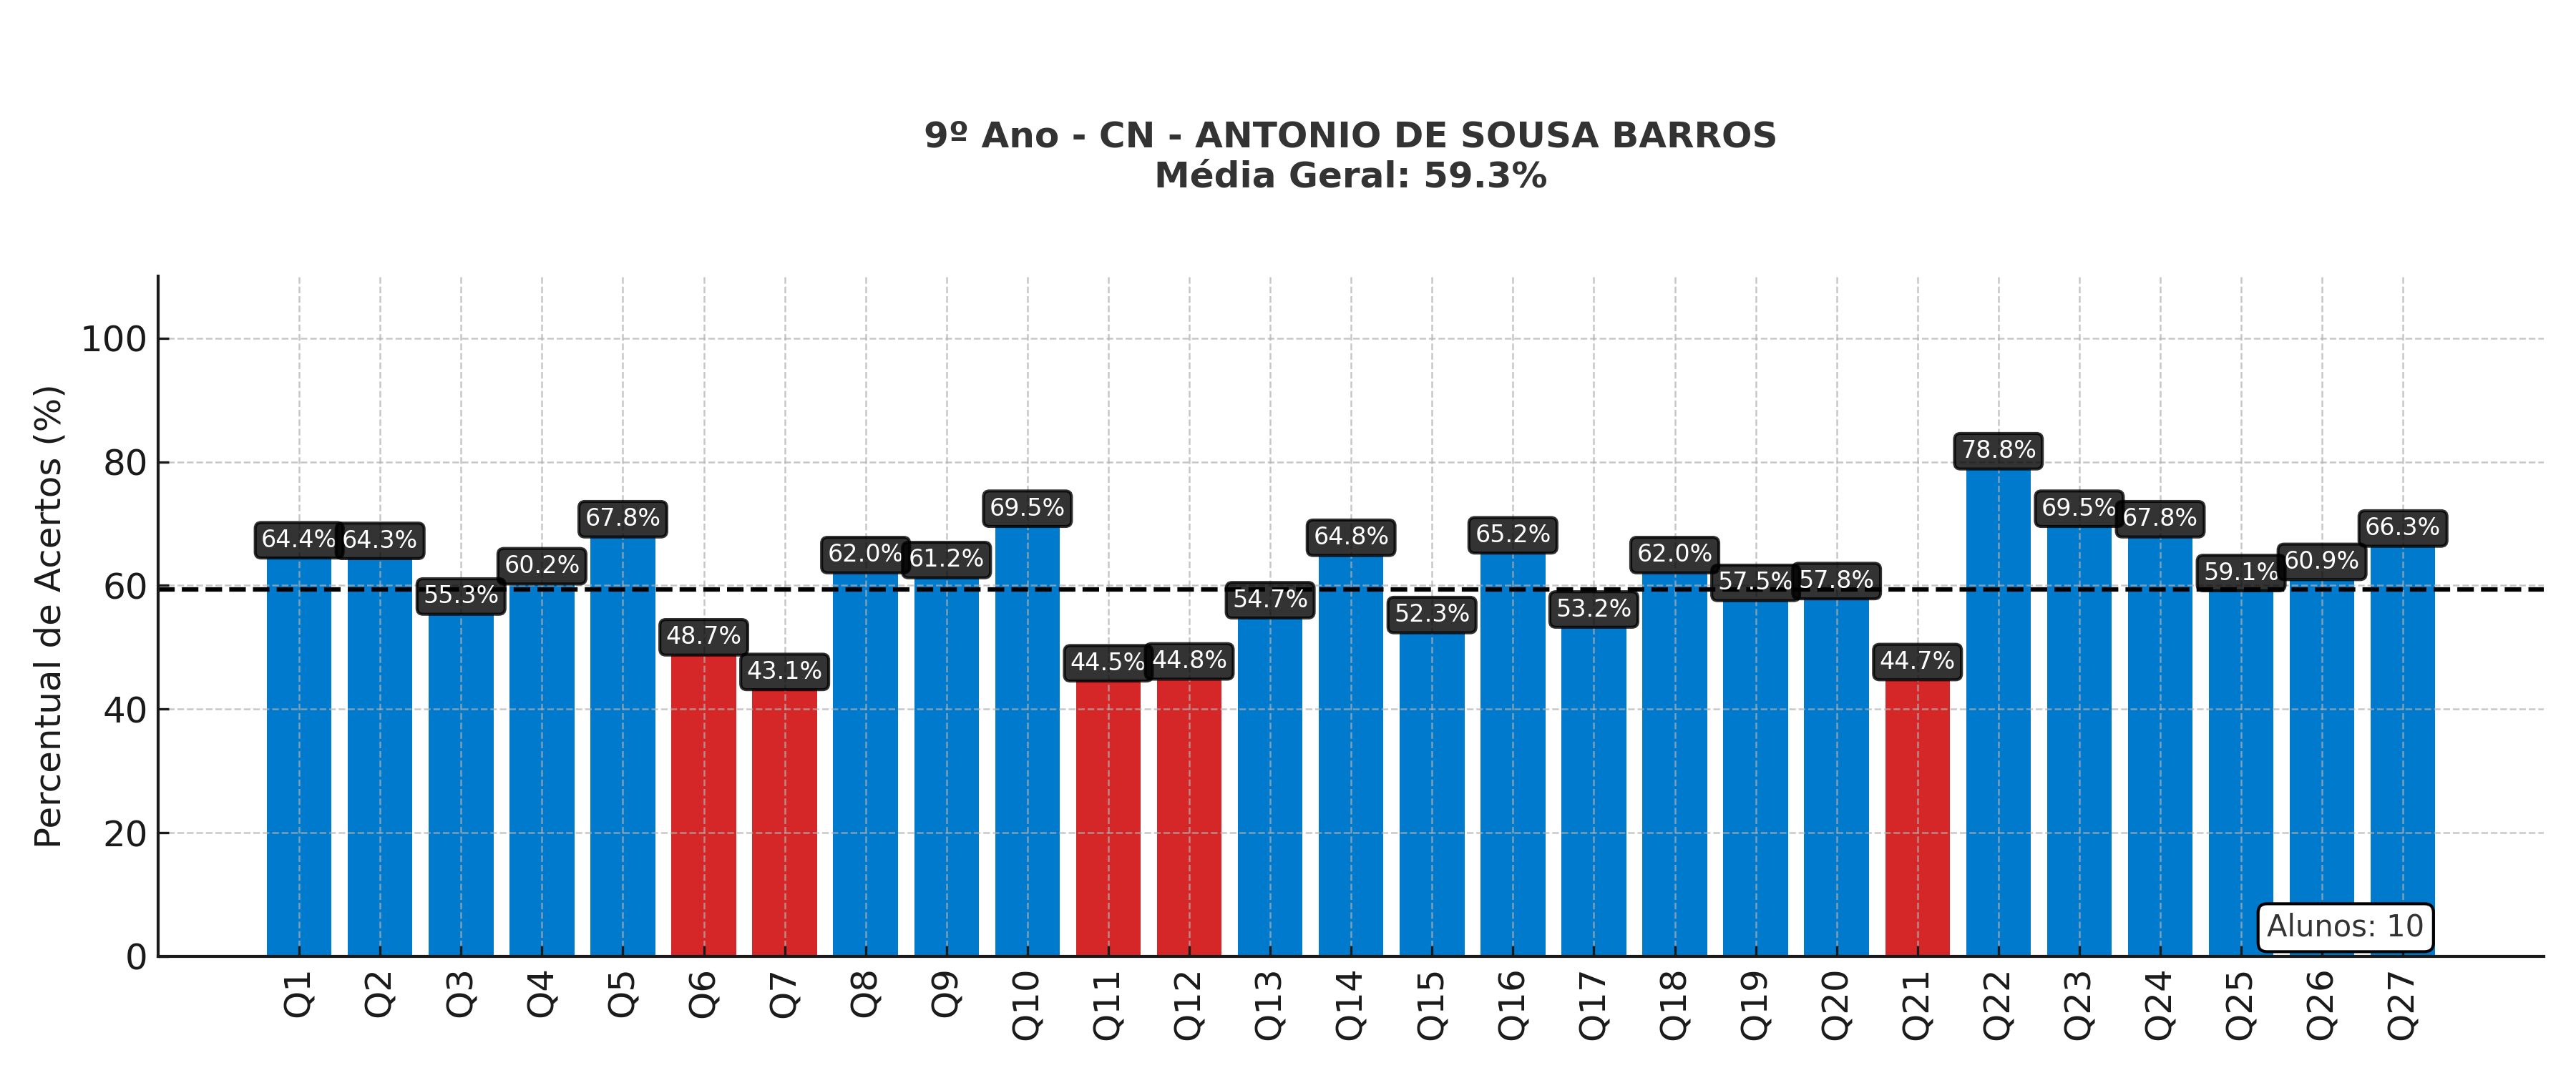 9º Ano - CN - ANTONIO DE SOUSA BARROS
Média Geral: 59.3%
Percentual de Acertos (%)
100
80
60
40
20
0
64.4%
64.3%
55.3%
60.2%
67.8%
48.7%
43.1%
62.0%
61.2%
69.5%
44.5%
44.8%
54.7%
64.8%
52.3%
65.2%
53.2%
62.0%
57.5%
57.8%
44.7%
78.8%
69.5%
67.8%
59.1%
60.9%
66.3%
Alunos: 10
Q1
Q2
Q3
Q4
Q5
Q6
Q7
Q8
Q9
Q10
Q11
Q12
Q13
Q14
Q15
Q16
Q17
Q18
Q19
Q20
Q21
Q22
Q23
Q24
Q25
Q26
Q27